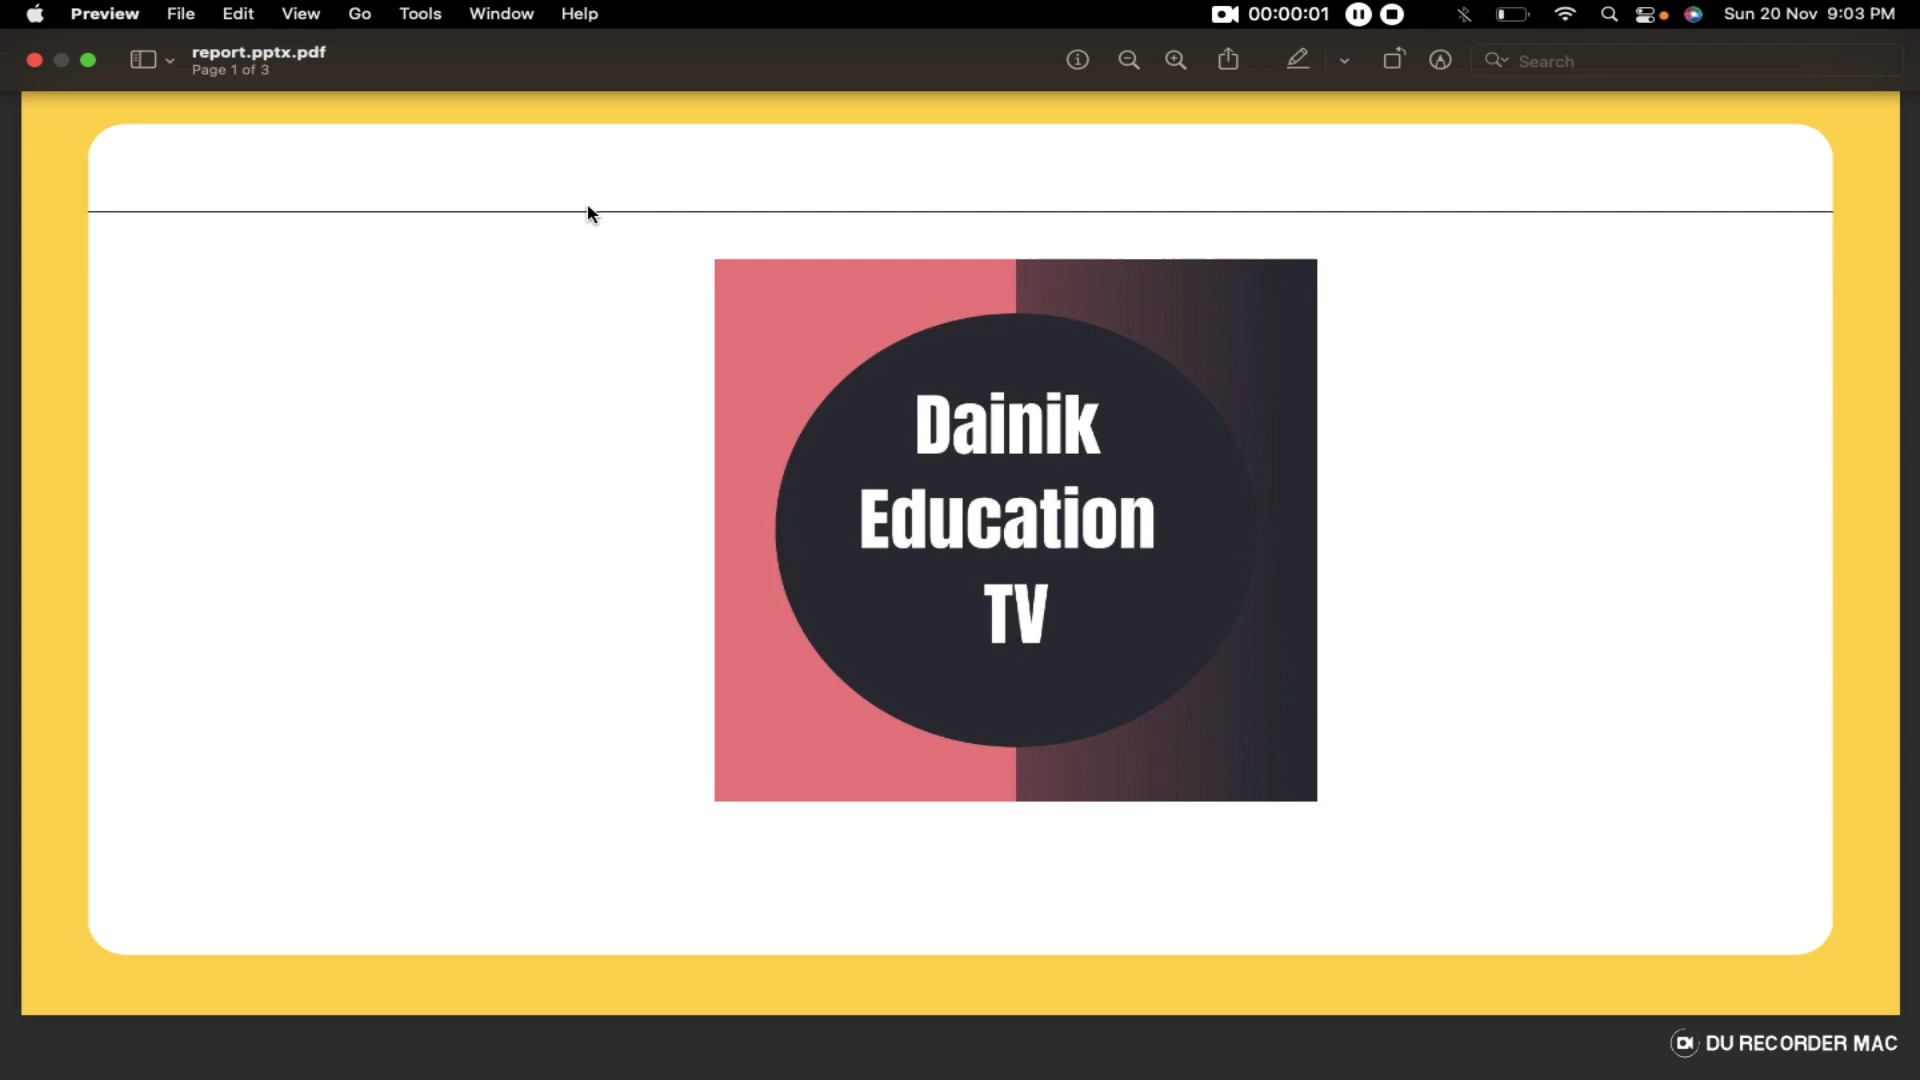 Preview File Edit View Go Tools Window Help 00:00:01 Sun 20 Nov 9:03 PM
report.pptx.pdf
Page 1 of 3
Search
Dainik
Education
TV
DU RECORDER MAC